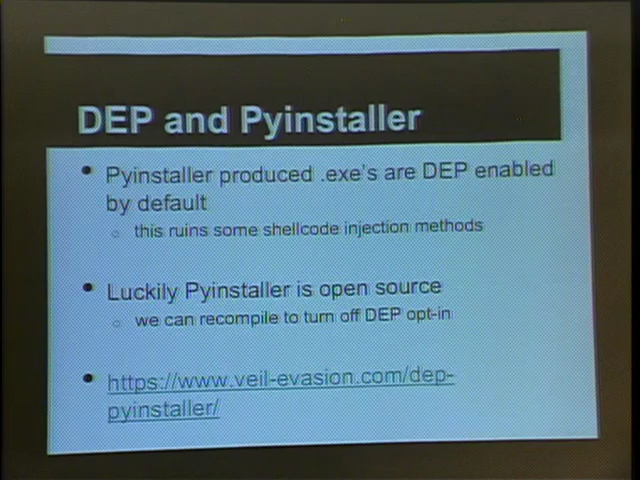 DEP and Pyinstaller
Pyinstaller produced .exe's are DEP enabled
by default
this ruins some shellcode injection methods
Luckily Pyinstaller is open source
we can recompile to turn off DEP opt-in
https://www.veil-evasion.com/dep-
pyinstaller/